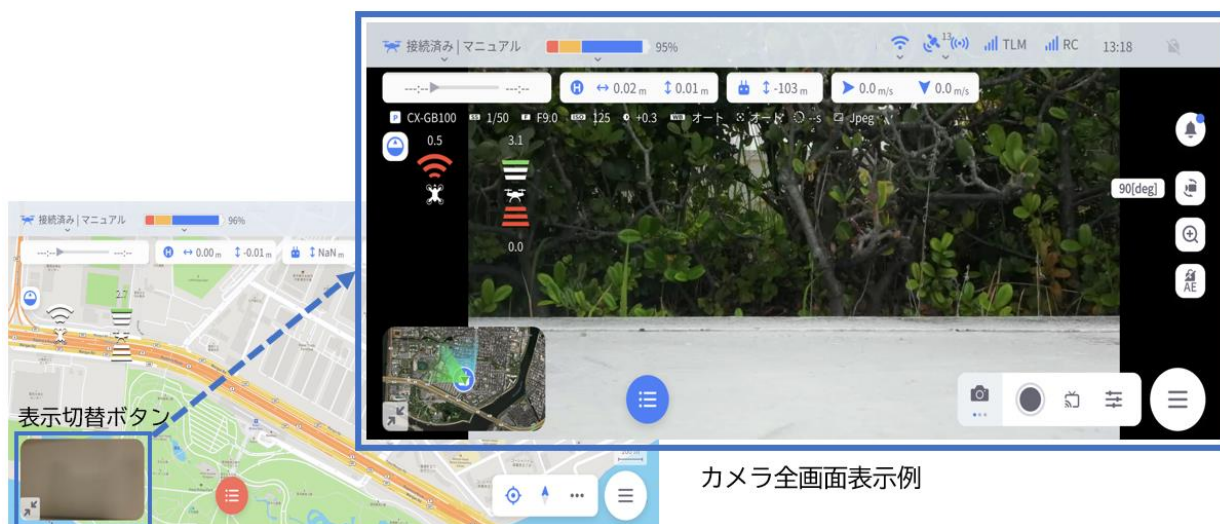 接続済み | マニュアル 95% 13 TLM RC 13:18
---:-- ---:-- H 0.02 m 0.01 m -103 m 0.0 m/s 0.0 m/s
P CX-GB100 SS 1/50 F F9.0 ISO 125 +0.3 WB オート オート --s Jpeg
0.5 3.1
90[deg]
0.0
AE
接続済み | マニュアル 96%
---:-- ---:-- H 0.00 m -0.01 m NaN m
2.7
表示切替ボタン
カメラ全画面表示例